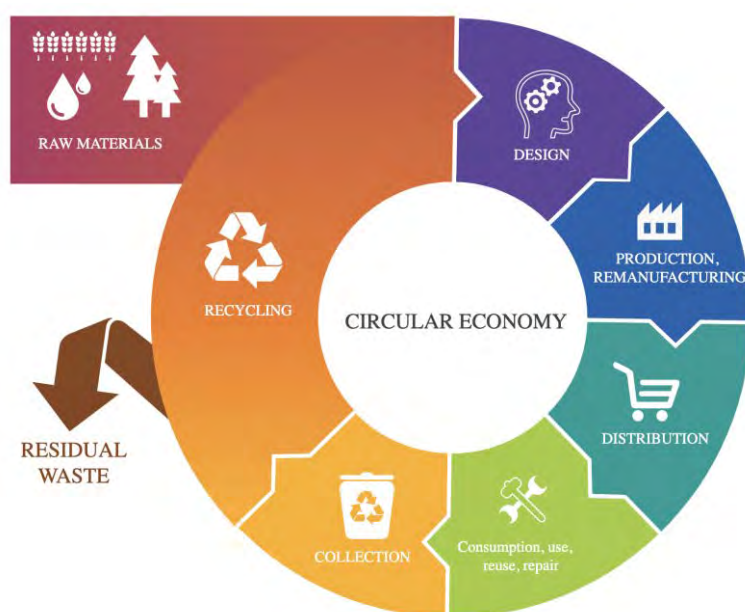 RAW MATERIALS
DESIGN
PRODUCTION,
REMANUFACTURING
RECYCLING
CIRCULAR ECONOMY
DISTRIBUTION
RESIDUAL
WASTE
COLLECTION
Consumption, use,
reuse, repair